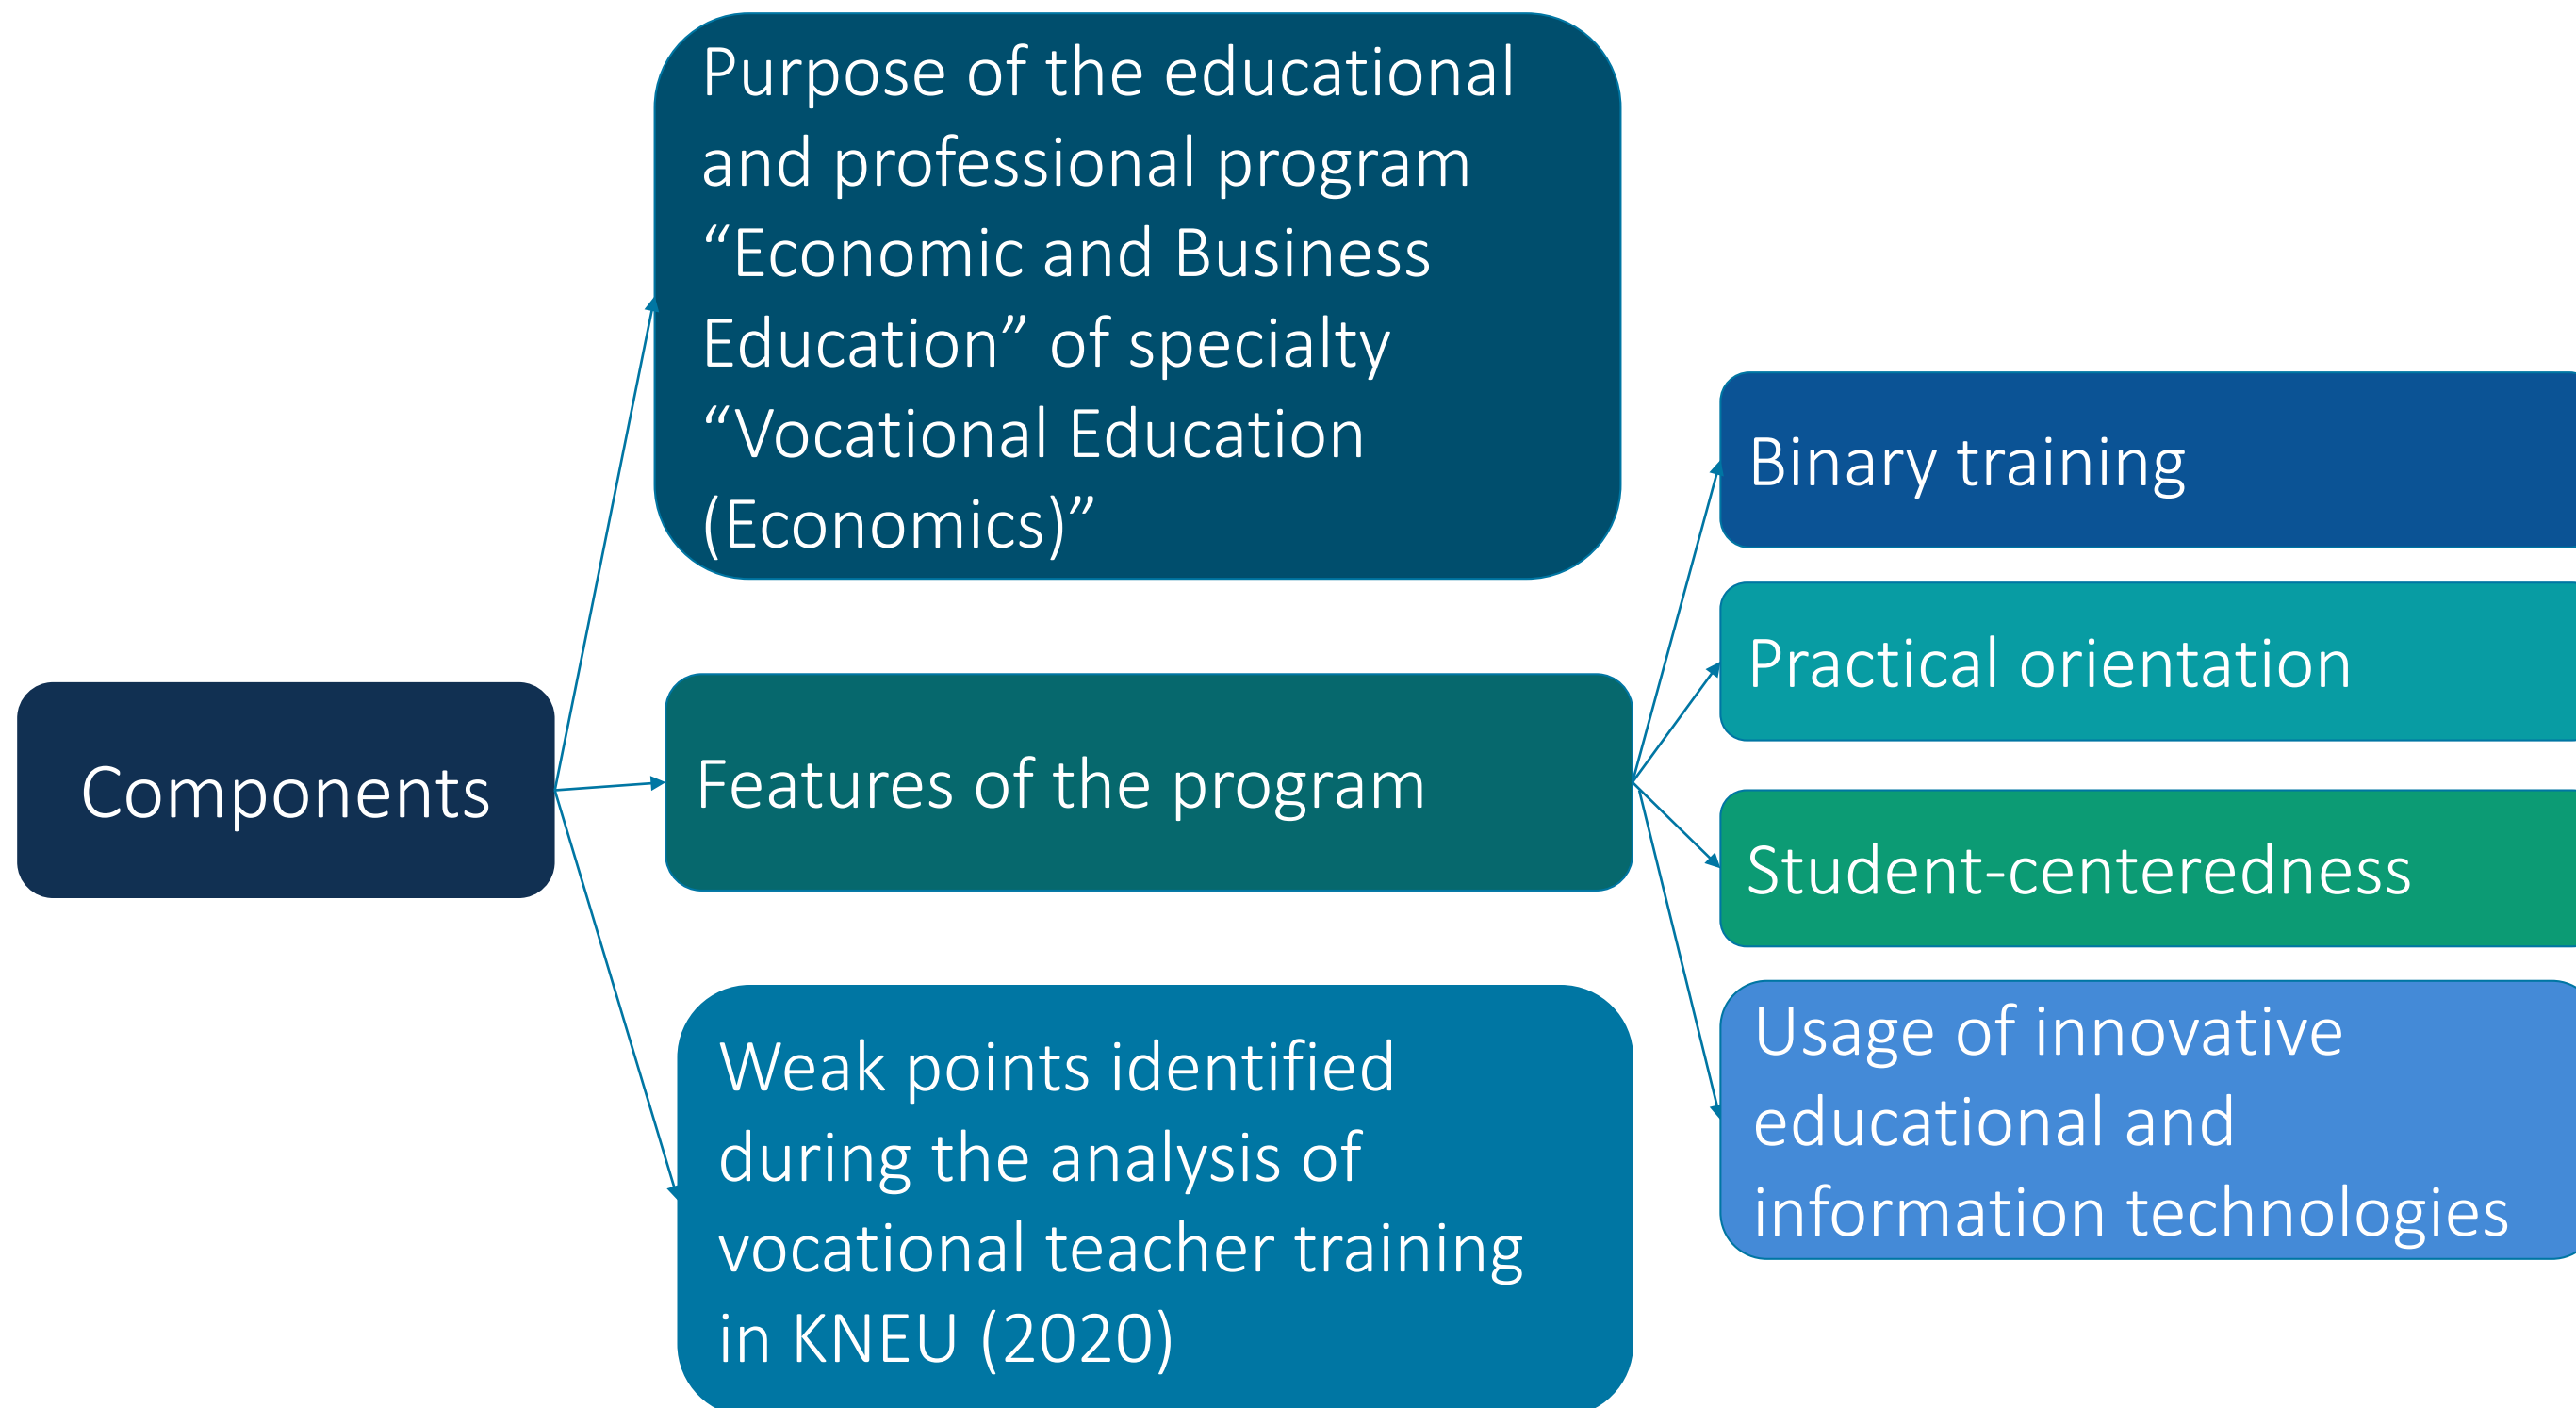 Components
Purpose of the educational
and professional program
“Economic and Business
Education” of specialty
“Vocational Education
(Economics)”
Features of the program
Weak points identified
during the analysis of
vocational teacher training
in KNEU (2020)
Binary training
Practical orientation
Student-centeredness
Usage of innovative
educational and
information technologies